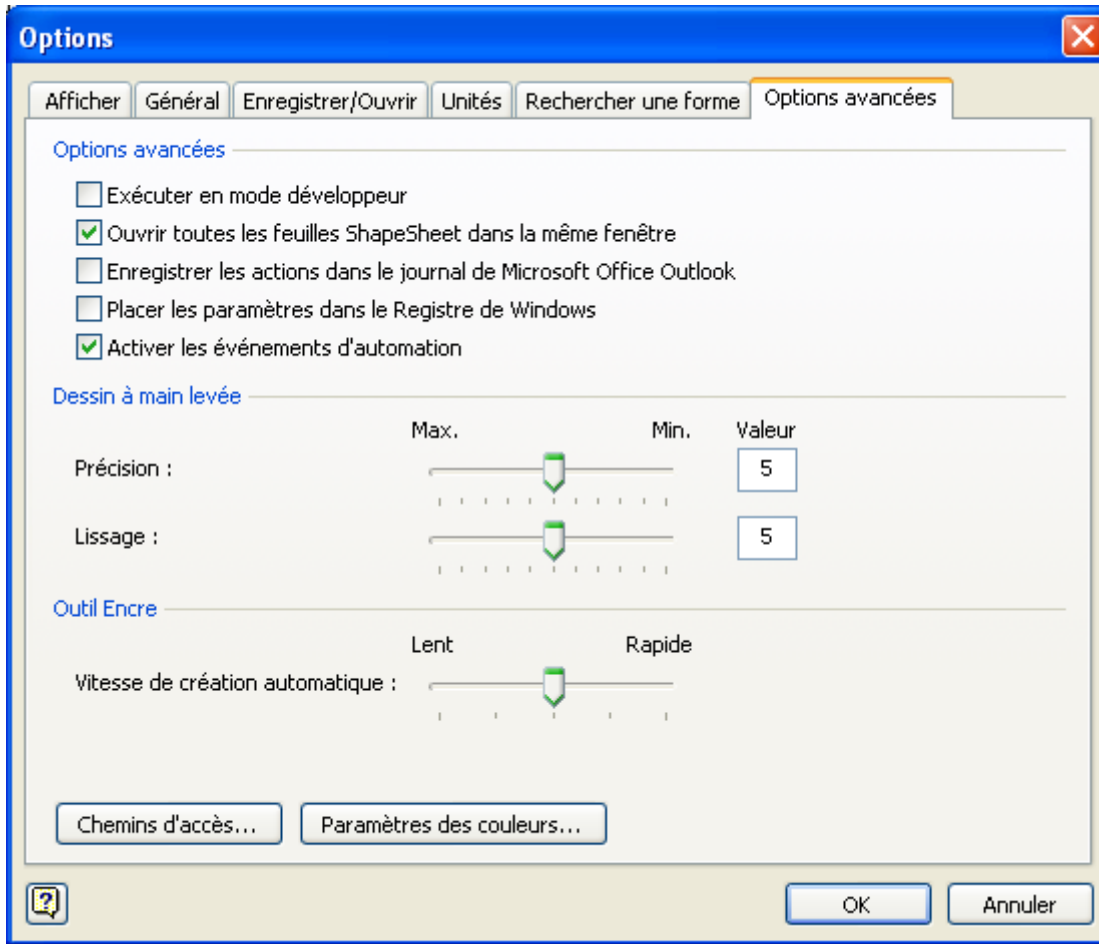 Options
Afficher Général Enregistrer/Ouvrir Unités Rechercher une forme Options avancées
Options avancées
Exécuter en mode développeur
Ouvrir toutes les feuilles ShapeSheet dans la même fenêtre
Enregistrer les actions dans le journal de Microsoft Office Outlook
Placer les paramètres dans le Registre de Windows
Activer les événements d'automation
Dessin à main levée
Max. Min. Valeur
Précision : 5
Lissage : 5
Outil Encre
Lent Rapide
Vitesse de création automatique :
Chemins d'accès... Paramètres des couleurs...
? OK Annuler